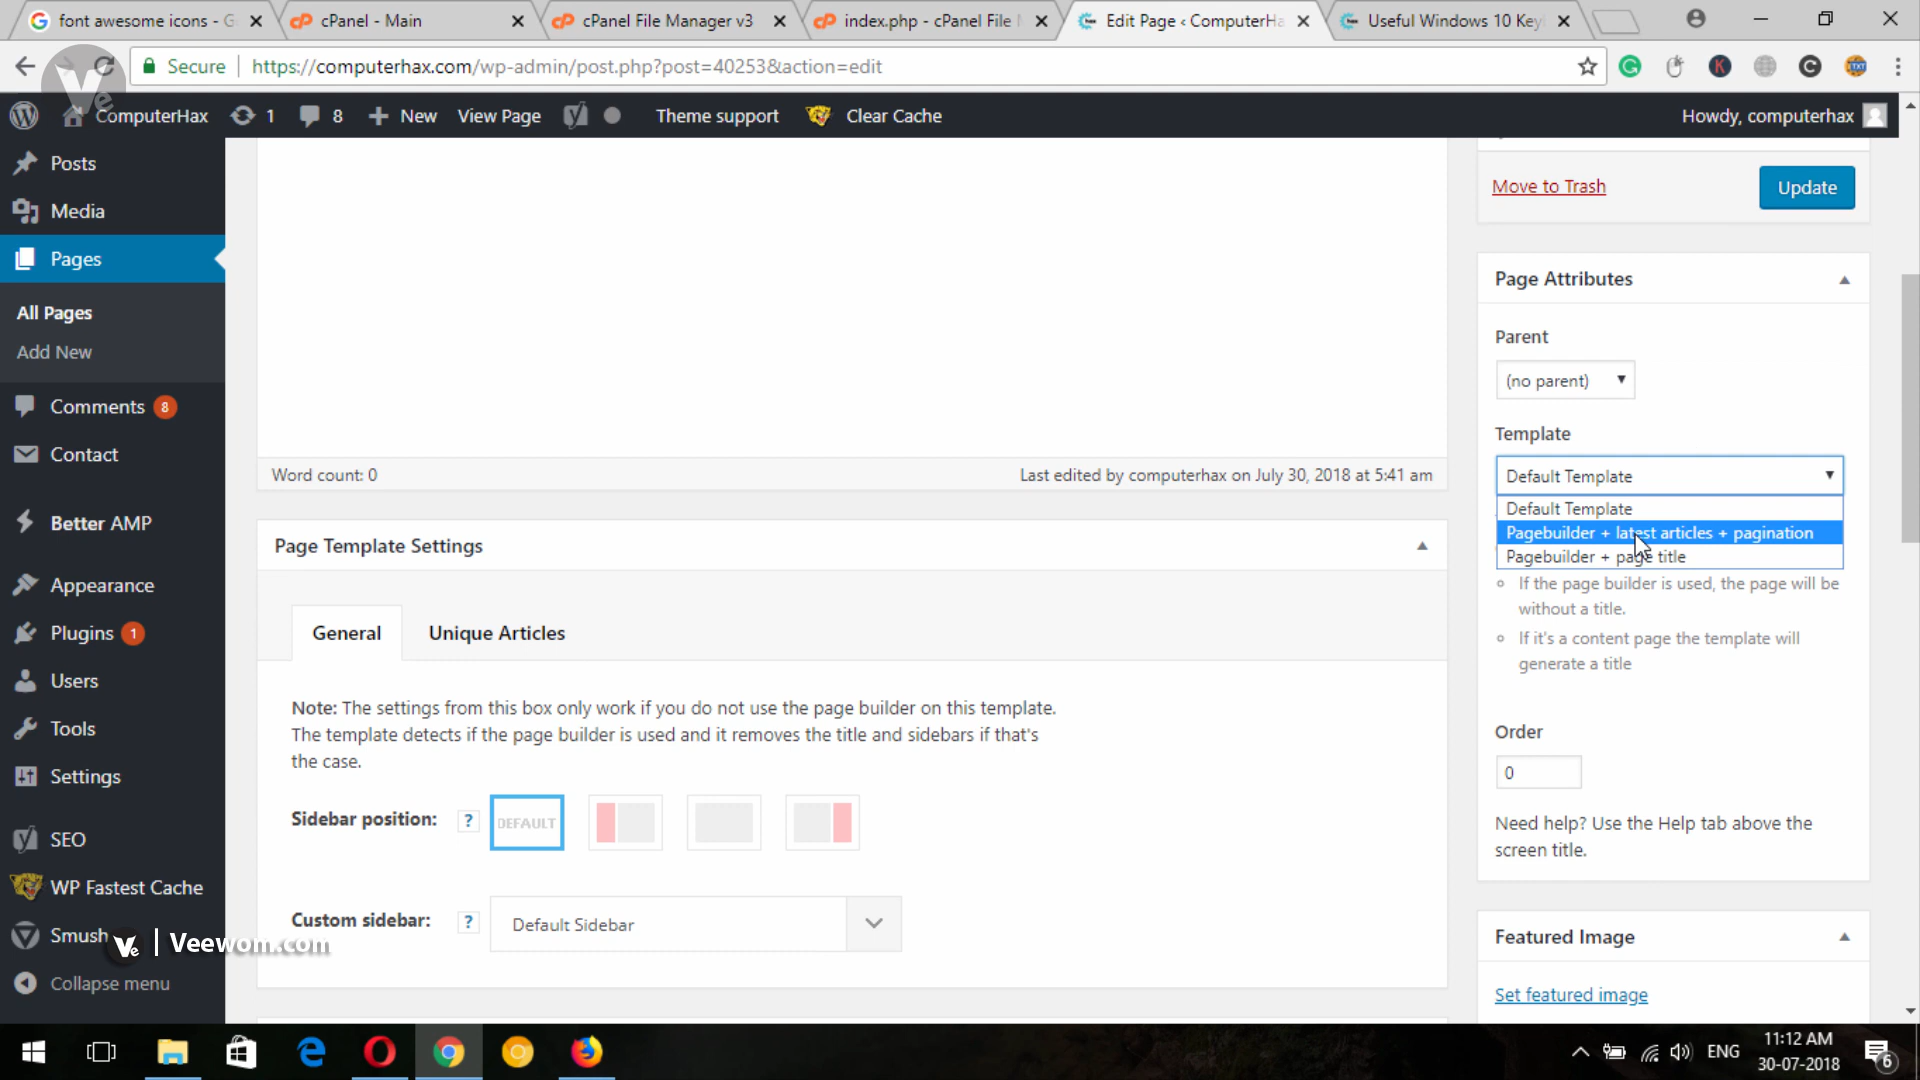 font awesome icons - G
cPanel - Main
cPanel File Manager v3
index.php - cPanel File M
Edit Page ‹ ComputerHa
Useful Windows 10 Key
Secure
https://computerhax.com/wp-admin/post.php?post=40253&action=edit
ComputerHax
1
8
New
View Page
Theme support
Clear Cache
Howdy, computerhax
Posts
Media
Pages
All Pages
Add New
Comments 8
Contact
Better AMP
Appearance
Plugins 1
Users
Tools
Settings
SEO
WP Fastest Cache
Smush
Collapse menu
Ve | Veewom.com
Word count: 0
Last edited by computerhax on July 30, 2018 at 5:41 am
Page Template Settings
General
Unique Articles
Note: The settings from this box only work if you do not use the page builder on this template.
The template detects if the page builder is used and it removes the title and sidebars if that's
the case.
Sidebar position:
?
DEFAULT
Custom sidebar:
?
Default Sidebar
Move to Trash
Update
Page Attributes
Parent
(no parent)
Template
Default Template
Default Template
Pagebuilder + latest articles + pagination
Pagebuilder + page title
If the page builder is used, the page will be
without a title.
If it's a content page the template will
generate a title
Order
0
Need help? Use the Help tab above the
screen title.
Featured Image
Set featured image
ENG
11:12 AM
30-07-2018
6